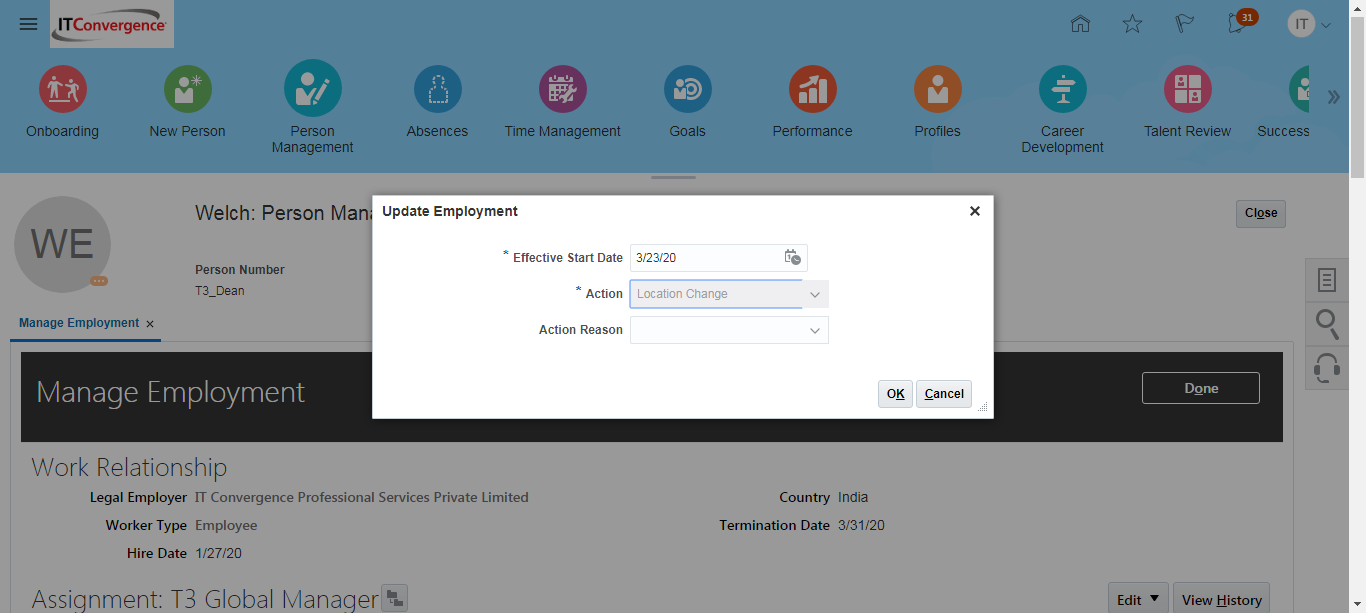 ITConvergence
31
IT
Onboarding
New Person
Person Management
Absences
Time Management
Goals
Performance
Profiles
Career Development
Talent Review
Success
Welch: Person Mana
Close
WE
Person Number
T3_Dean
Update Employment
* Effective Start Date 3/23/20
* Action Location Change
Action Reason
OK Cancel
Manage Employment
Manage Employment
Done
Work Relationship
Legal Employer IT Convergence Professional Services Private Limited
Country India
Worker Type Employee
Termination Date 3/31/20
Hire Date 1/27/20
Assignment: T3 Global Manager
Edit
View History